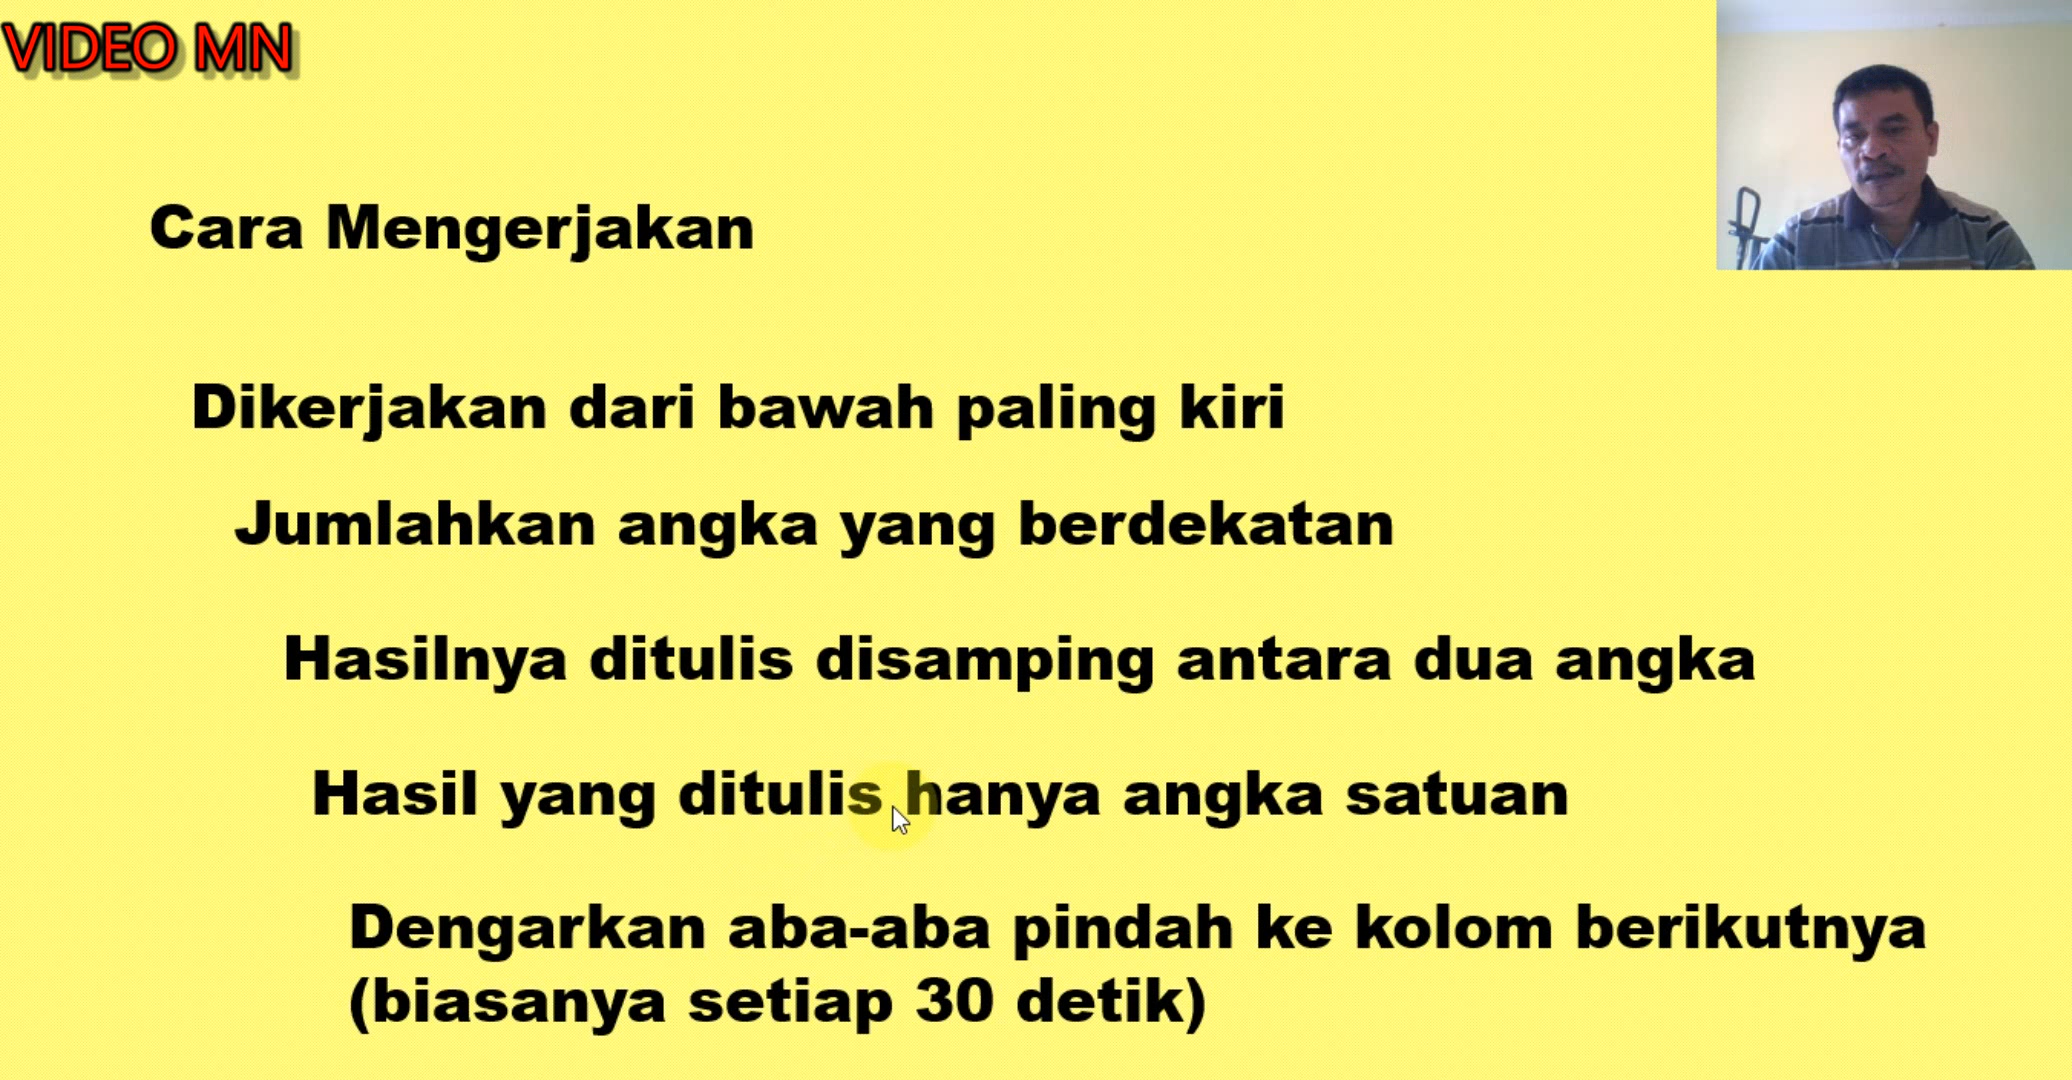 VIDEO MN
Cara Mengerjakan
Dikerjakan dari bawah paling kiri
Jumlahkan angka yang berdekatan
Hasilnya ditulis disamping antara dua angka
Hasil yang ditulis hanya angka satuan
Dengarkan aba-aba pindah ke kolom berikutnya
(biasanya setiap 30 detik)